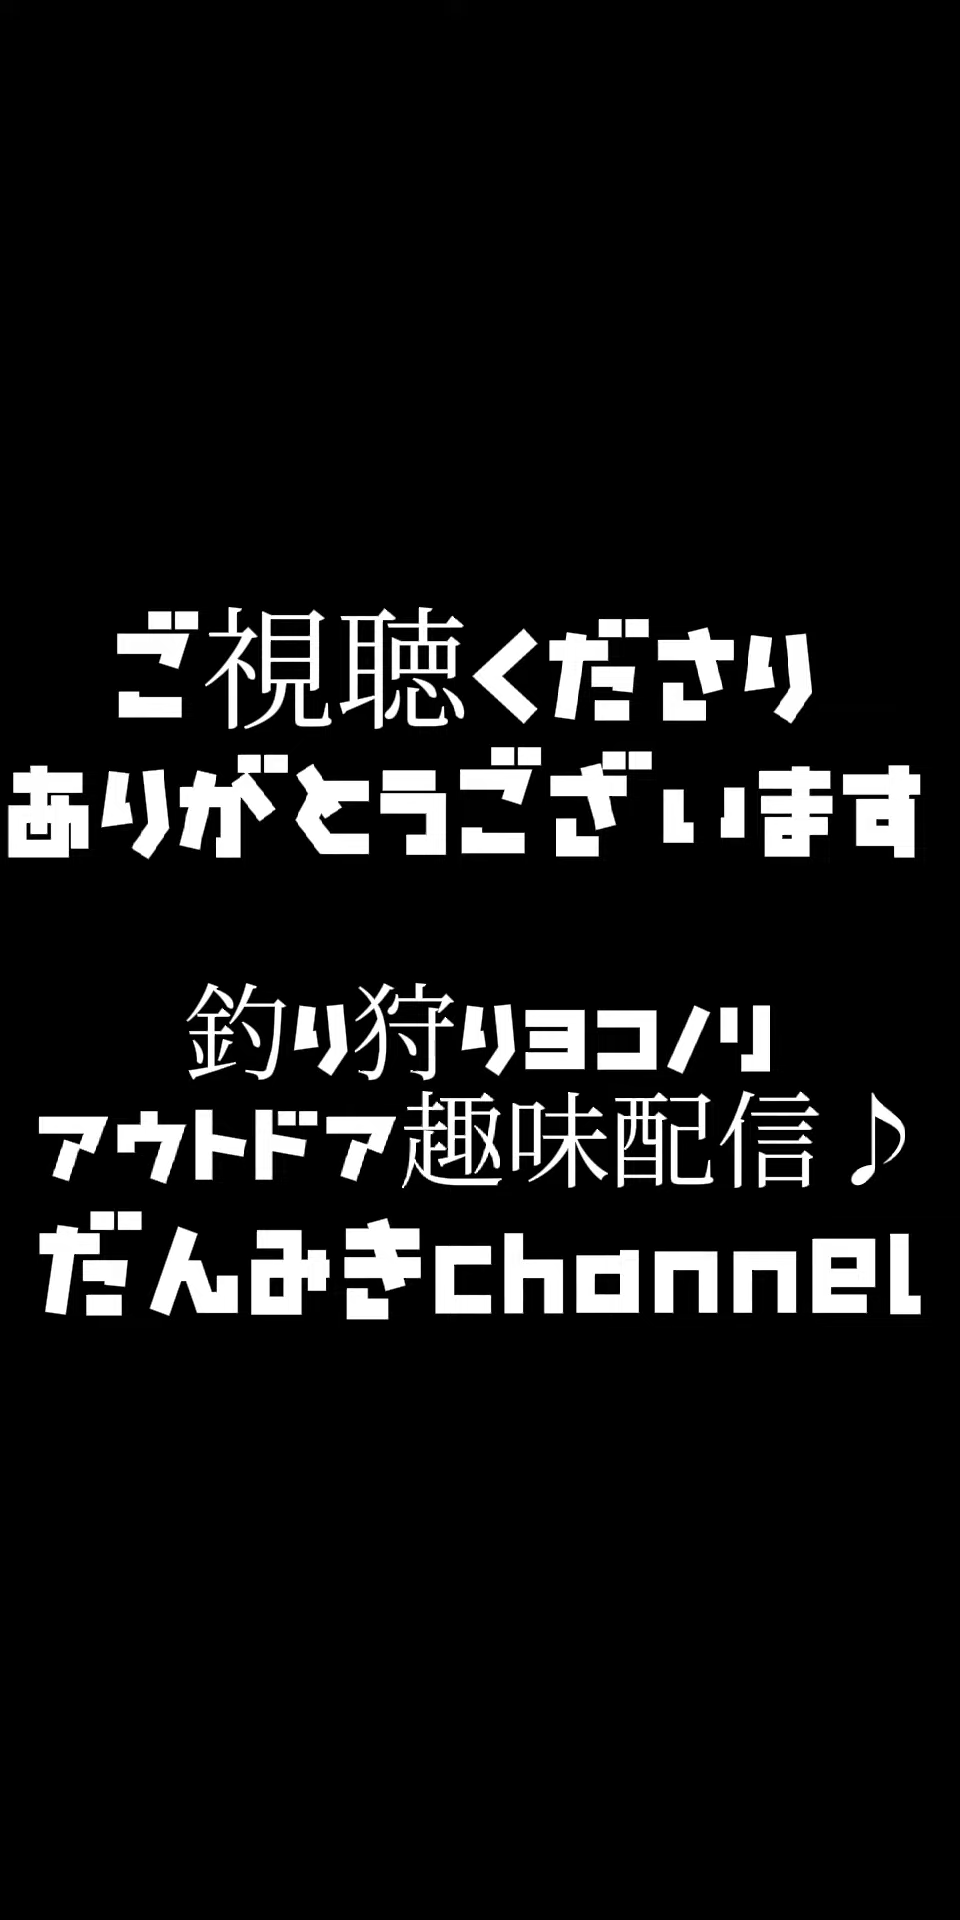 ご視聴くださり
ありがとうございます
釣り狩りヨコノリ
アウトドア趣味配信♪
だんみきchannel